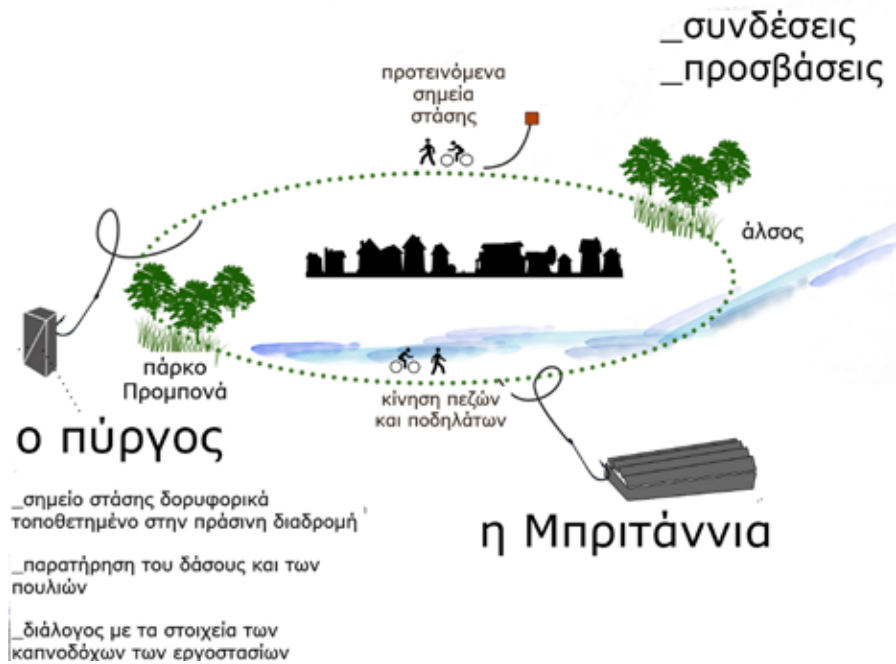 _συνδέσεις
_προσβάσεις
προτεινόμενα
σημεία
στάσης
άλσος
πάρκο
Προμπονά
κίνηση πεζών
και ποδηλάτων
ο πύργος
η Μπριτάννια
_σημείο στάσης δορυφορικά
τοποθετημένο στην πράσινη διαδρομή
_παρατήρηση του δάσους και των
πουλιών
_διάλογος με τα στοιχεία των
καπνοδόχων των εργοστασίων